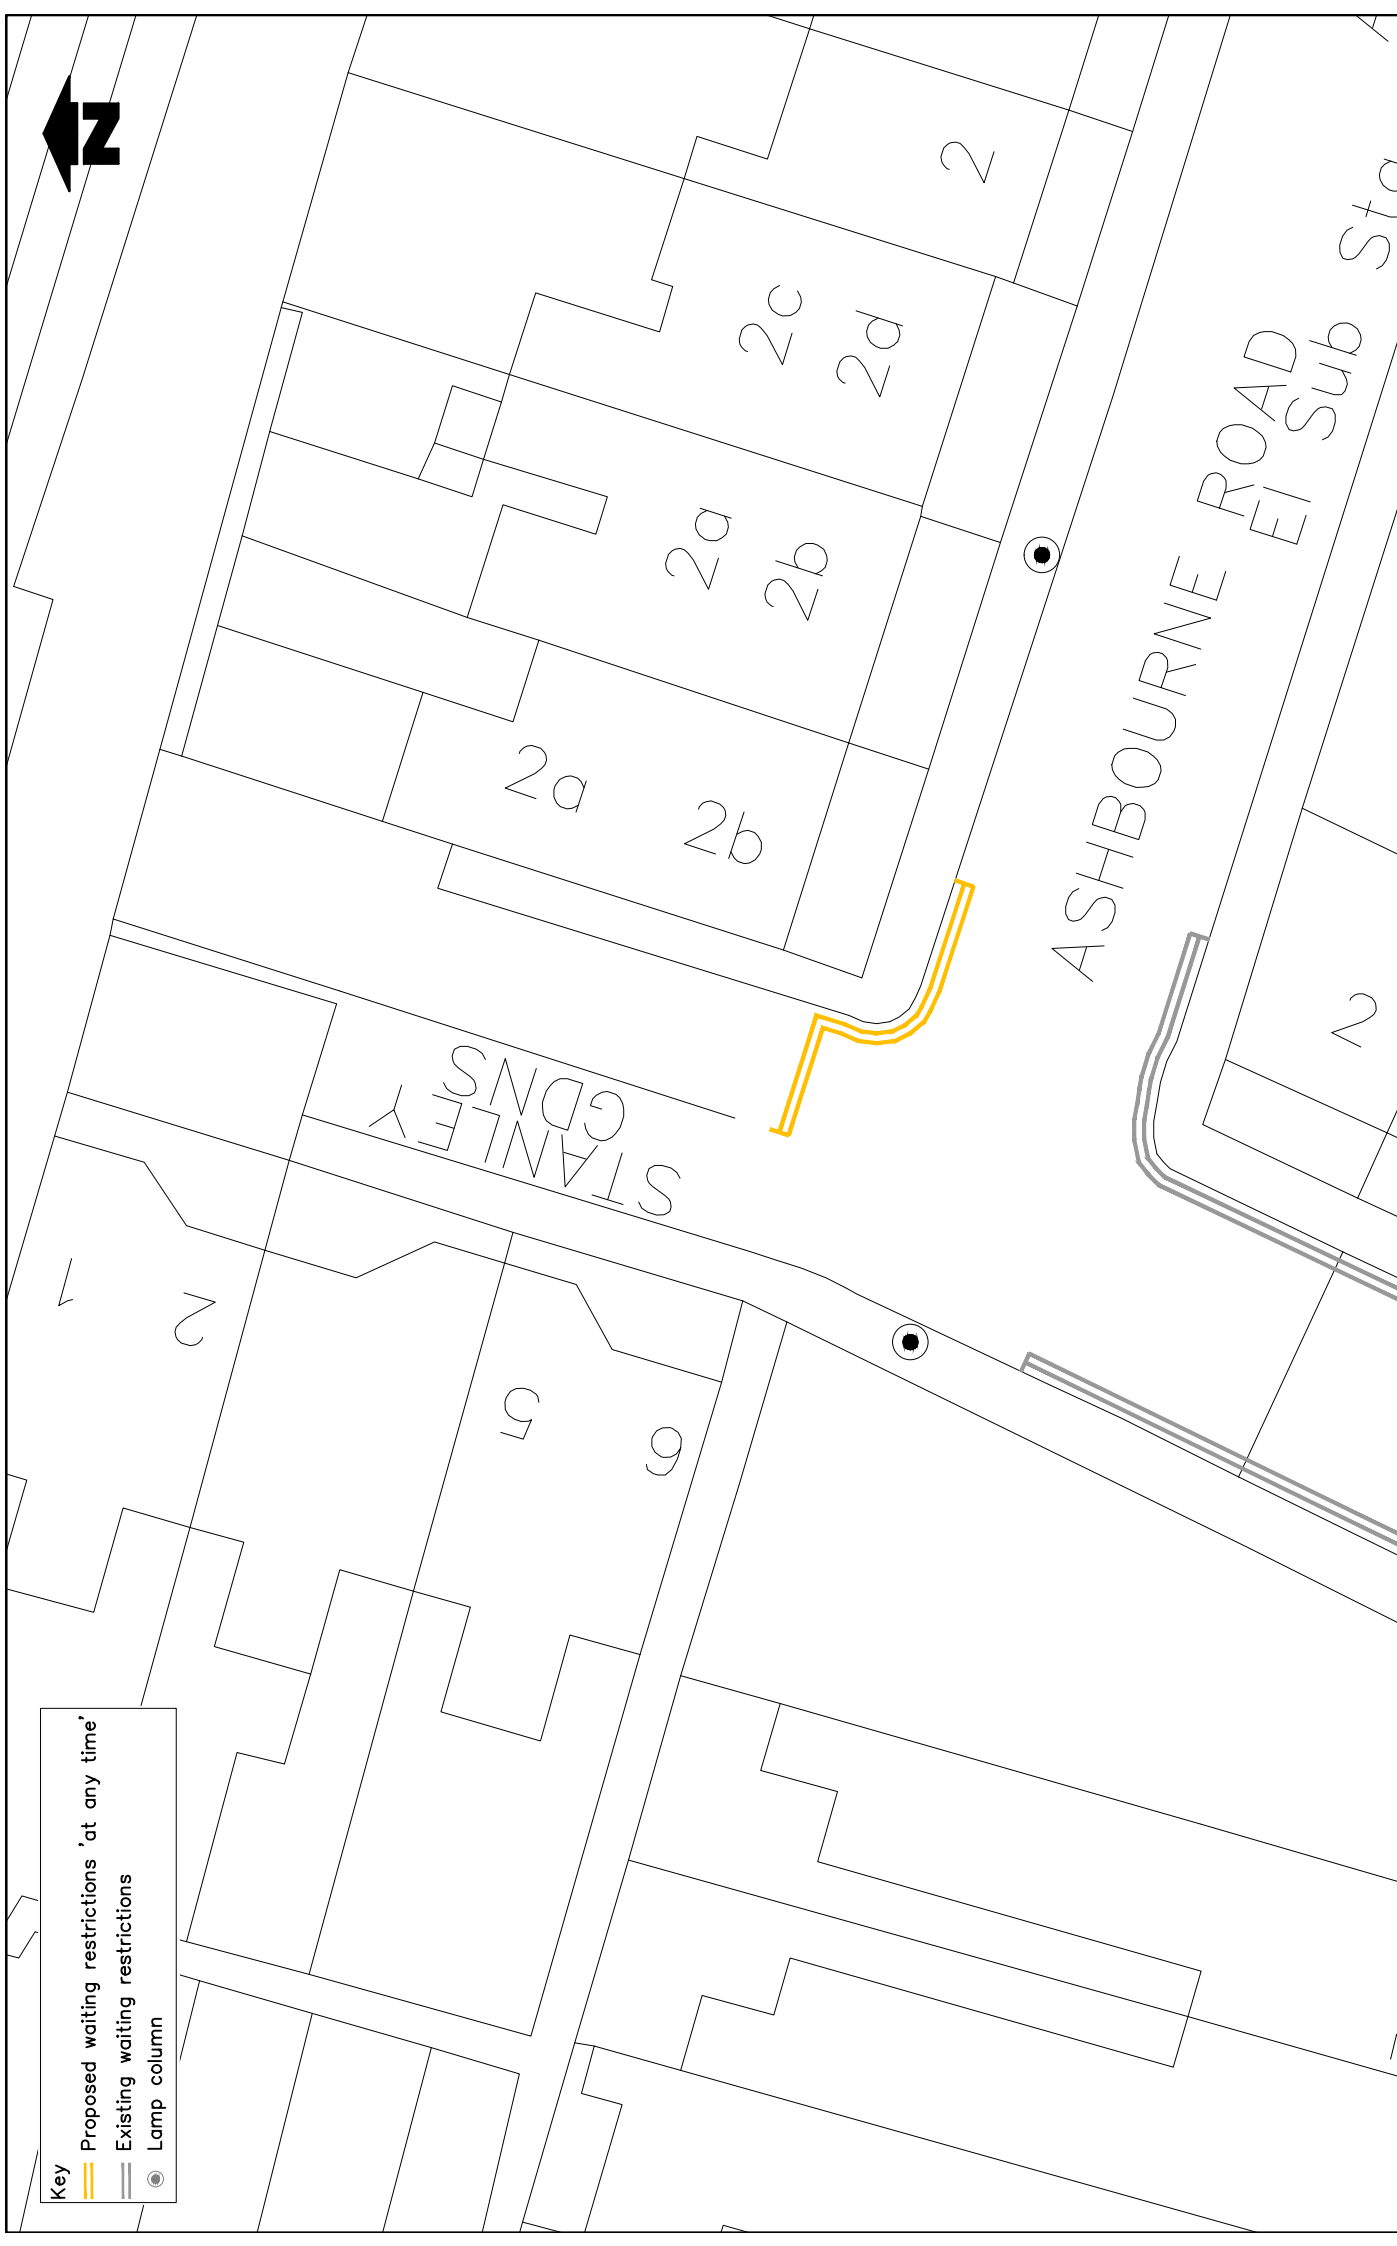 N
2
2c
2d
2a
2b
2a
2b
ASHBOURNE ROAD
El Sub Sta
STANLEY
GDNS
2
1
2
5
6
Key
Proposed waiting restrictions 'at any time'
Existing waiting restrictions
Lamp column